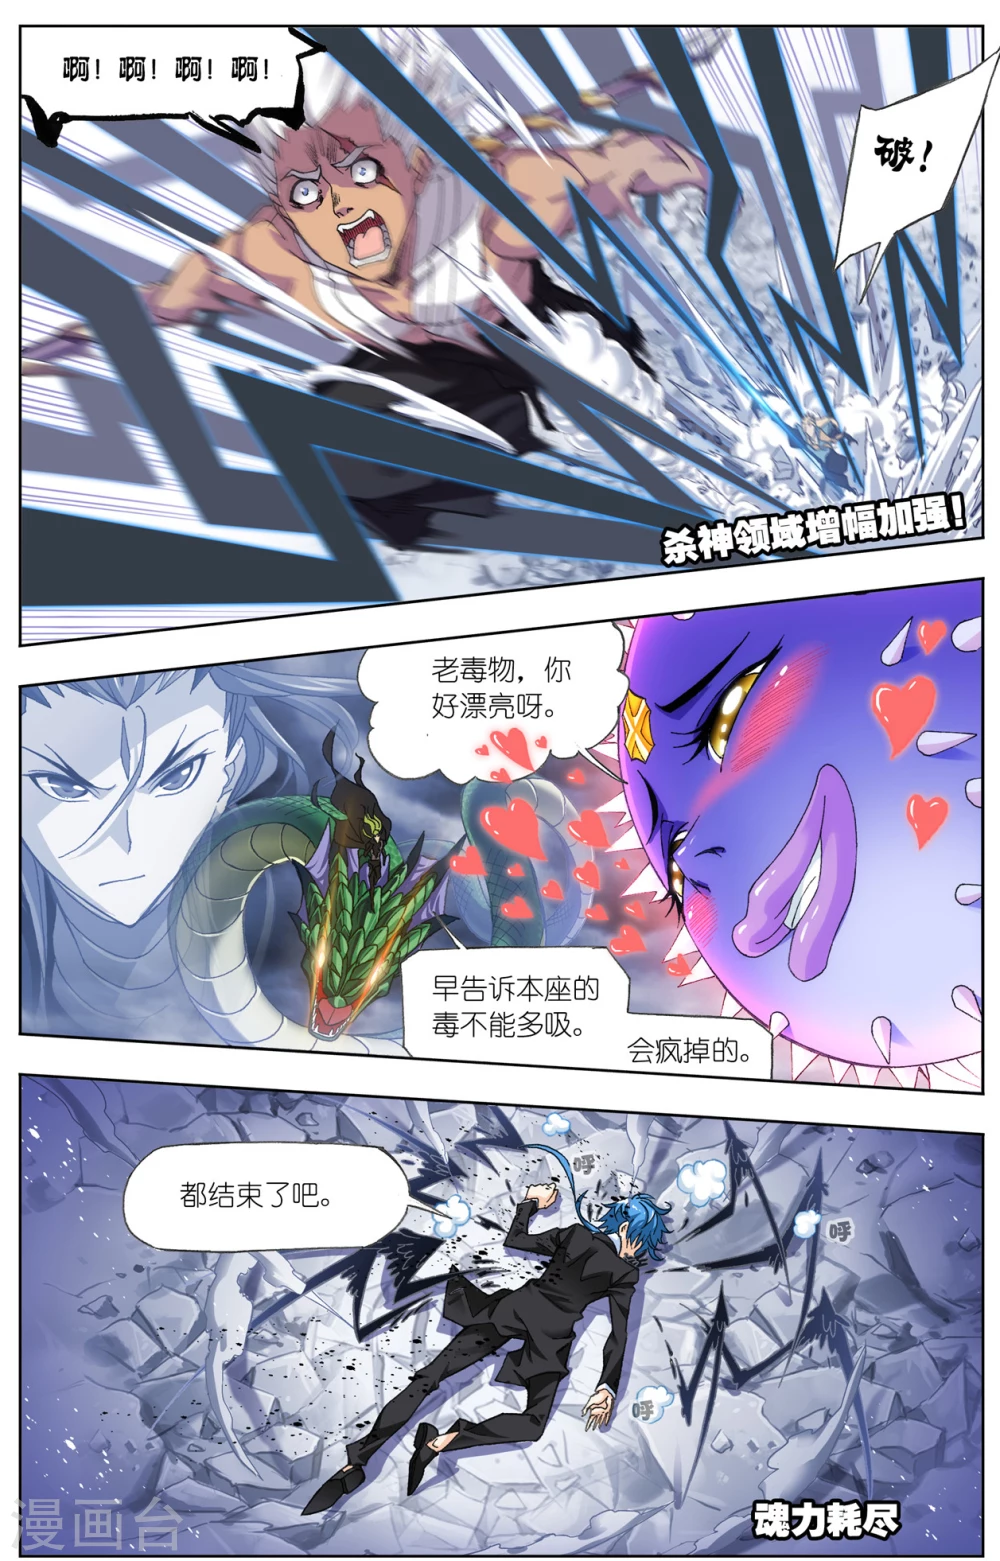 啊！啊！啊！啊！
破！
杀神领域增幅加强！
老毒物，你
好漂亮呀。
早告诉本座的
毒不能多吸。
会疯掉的。
呼
都结束了吧。
呼
呼
魂力耗尽
漫画台